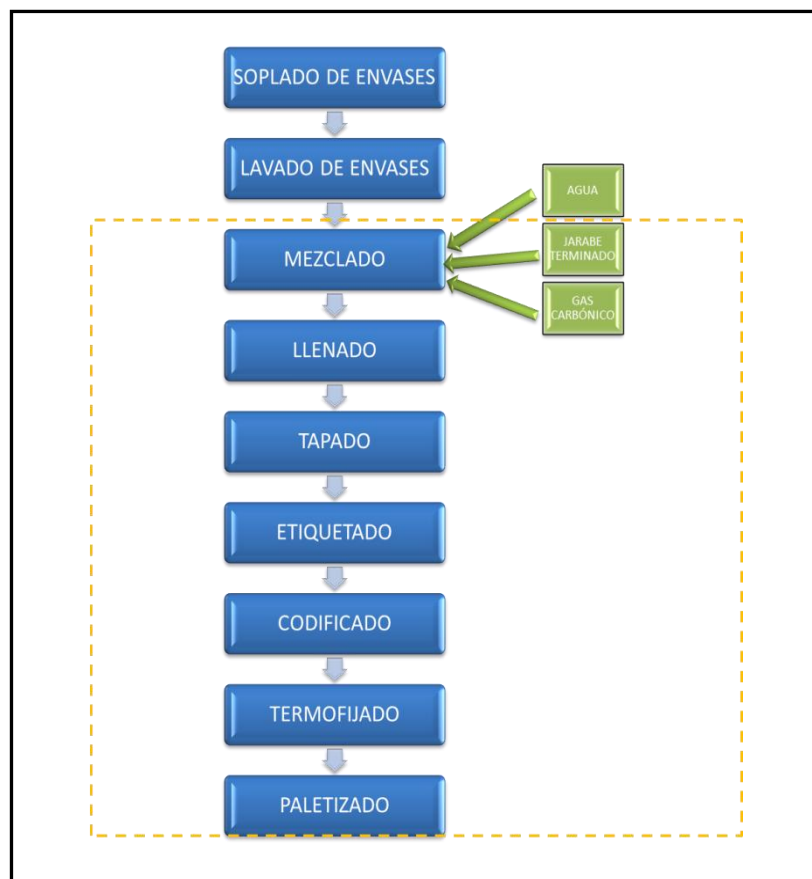 SOPLADO DE ENVASES
LAVADO DE ENVASES
AGUA
MEZCLADO
JARABE
TERMINADO
GAS
CARBÓNICO
LLENADO
TAPADO
ETIQUETADO
CODIFICADO
TERMOFIJADO
PALETIZADO